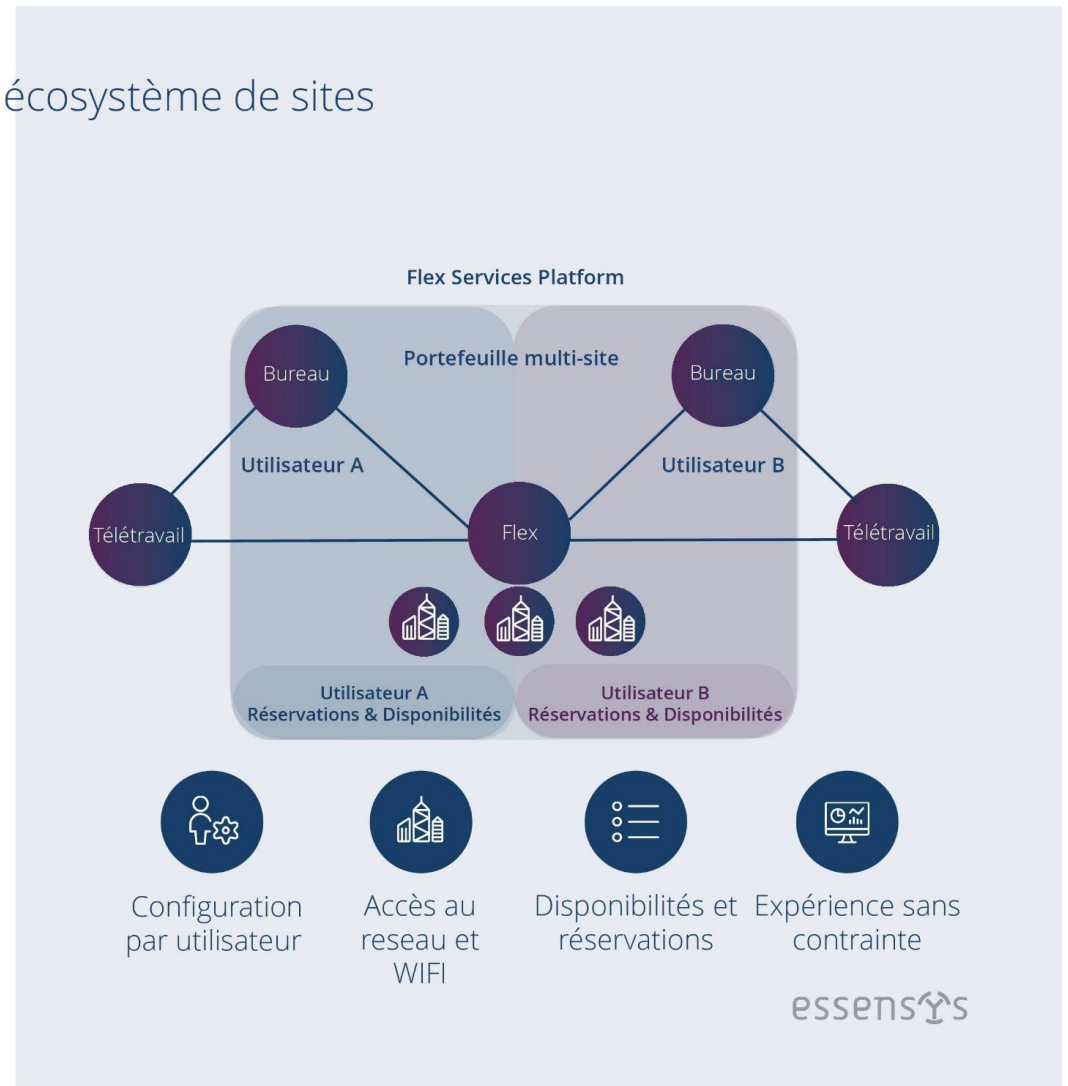 écosystème de sites
Flex Services Platform
Portefeuille multi-site
Bureau
Bureau
Utilisateur A
Utilisateur B
Télétravail
Flex
Télétravail
Utilisateur A
Réservations & Disponibilités
Utilisateur B
Réservations & Disponibilités
Configuration
par utilisateur
Accès au
reseau et
WIFI
Disponibilités et
réservations
Expérience sans
contrainte
essensys